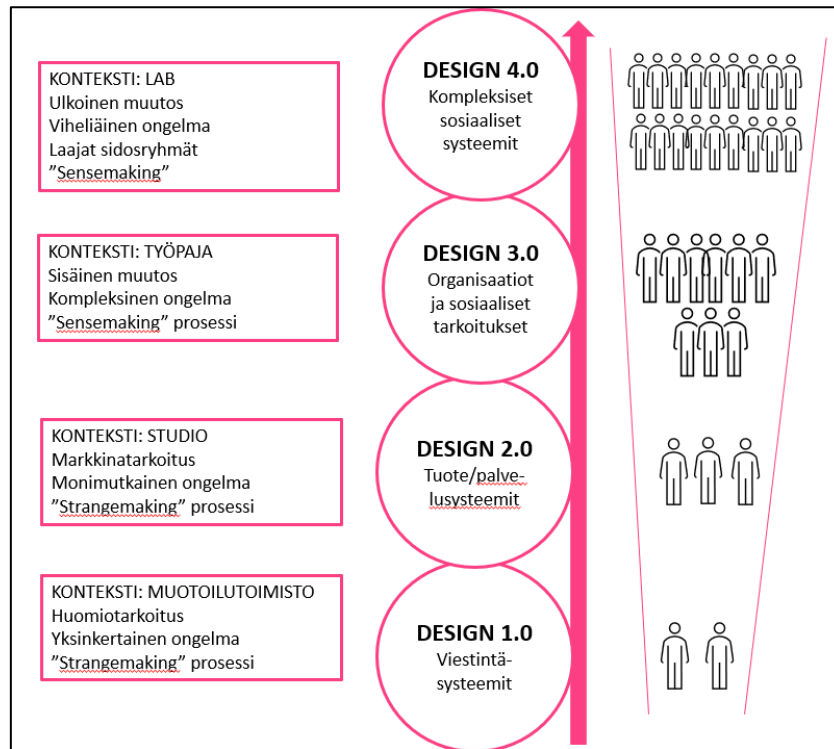 KONTEKSTI: LAB
Ulkoinen muutos
Viheliäinen ongelma
Laajat sidosryhmät
”Sensemaking”
DESIGN 4.0
Kompleksiset
sosiaaliset
systeemit
KONTEKSTI: TYÖPAJA
Sisäinen muutos
Kompleksinen ongelma
”Sensemaking” prosessi
DESIGN 3.0
Organisaatiot
ja sosiaaliset
tarkoitukset
KONTEKSTI: STUDIO
Markkinatarkoitus
Monimutkainen ongelma
”Strangemaking” prosessi
DESIGN 2.0
Tuote/palve-
lusysteemit
KONTEKSTI: MUOTOILUTOIMISTO
Huomiotarkoitus
Yksinkertainen ongelma
”Strangemaking” prosessi
DESIGN 1.0
Viestintä-
systeemit